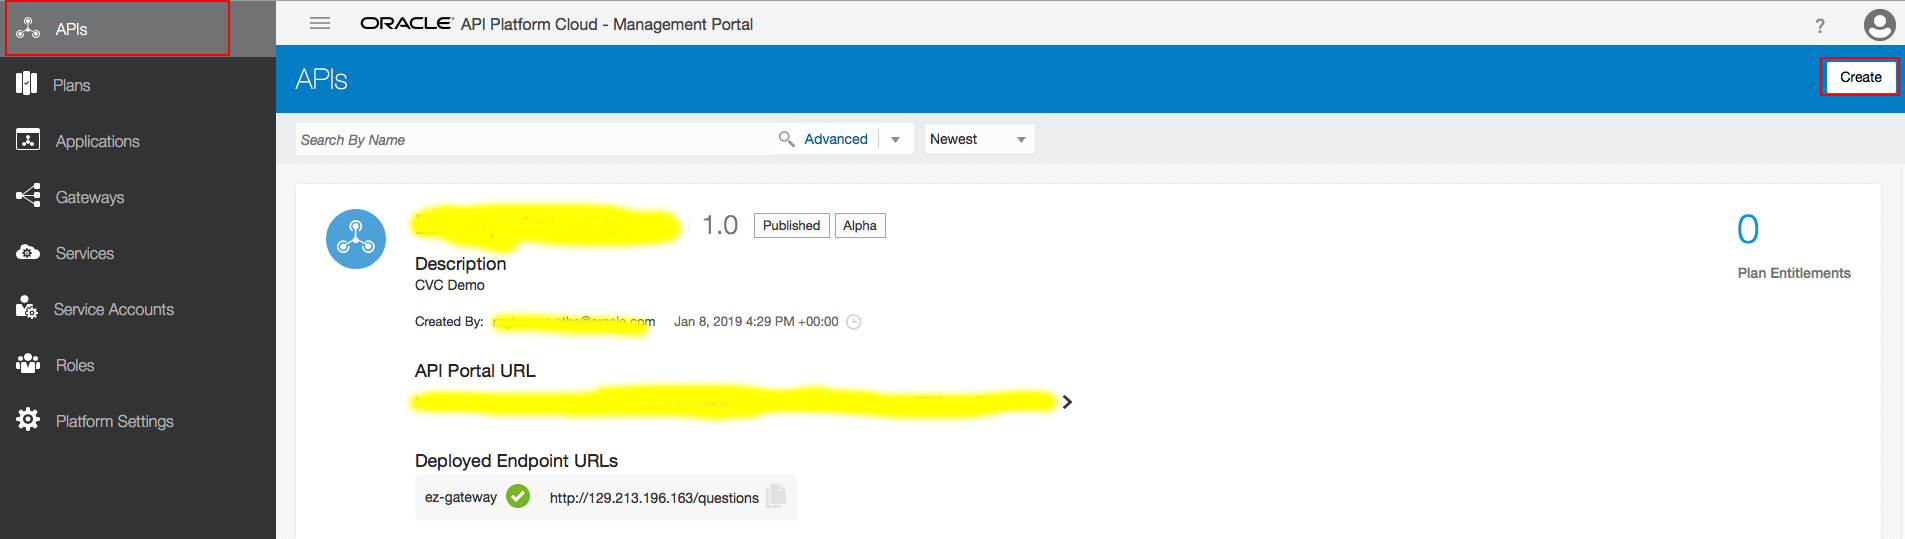 APIs
Plans
Applications
Gateways
Services
Service Accounts
Roles
Platform Settings
ORACLE API Platform Cloud - Management Portal ?
APIs Create
Search By Name Advanced Newest
1.0 Published Alpha
0
Plan Entitlements
Description
CVC Demo
Created By: Jan 8, 2019 4:29 PM +00:00
API Portal URL
Deployed Endpoint URLs
ez-gateway http://129.213.196.163/questions